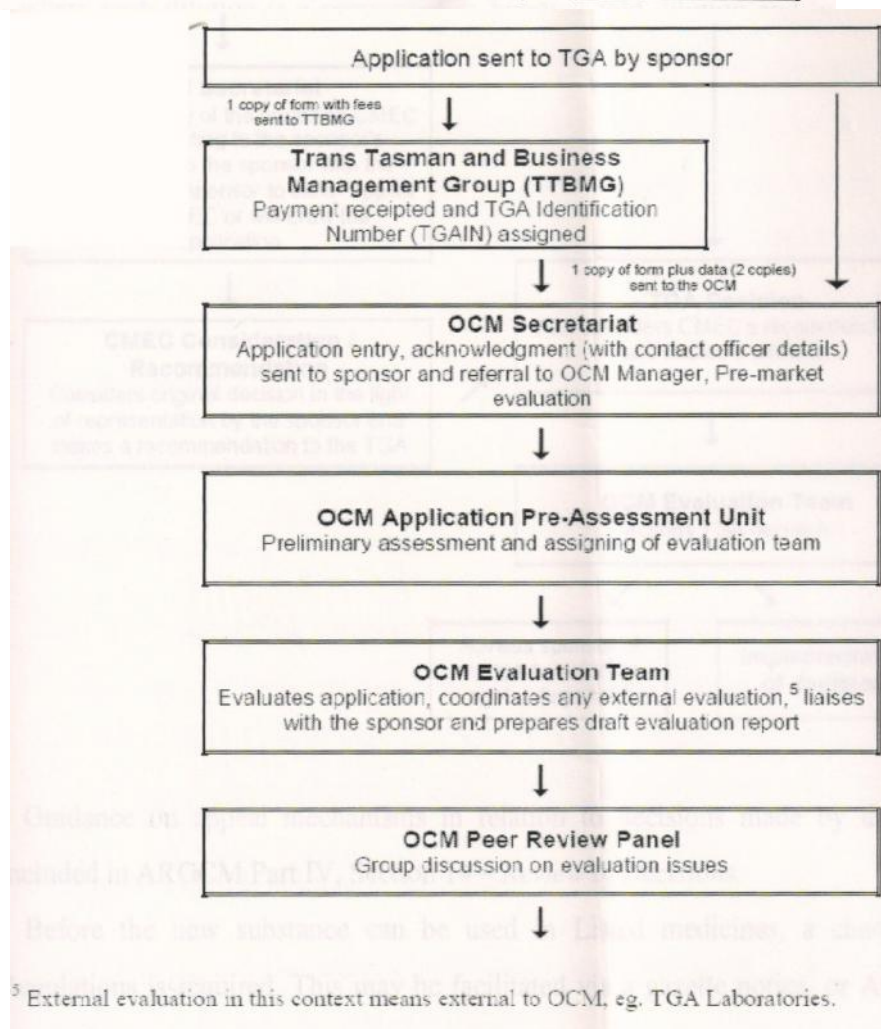 Application sent to TGA by sponsor
1 copy of form with fees
sent to TTBMG
Trans Tasman and Business
Management Group (TTBMG)
Payment receipted and TGA Identification
Number (TGAIN) assigned
1 copy of form plus data (2 copies)
sent to the OCM
OCM Secretariat
Application entry, acknowledgment (with contact officer details)
sent to sponsor and referral to OCM Manager, Pre-market
evaluation
OCM Application Pre-Assessment Unit
Preliminary assessment and assigning of evaluation team
OCM Evaluation Team
Evaluates application, coordinates any external evaluation,⁵ liaises
with the sponsor and prepares draft evaluation report
OCM Peer Review Panel
Group discussion on evaluation issues
⁵ External evaluation in this context means external to OCM, eg. TGA Laboratories.